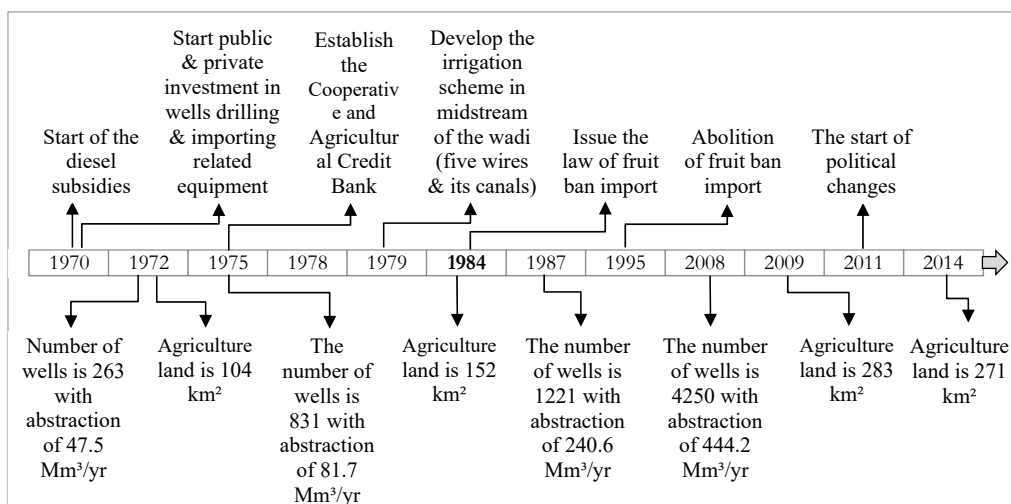 Start of the
diesel
subsidies
Start public
& private
investment in
wells drilling
& importing
related
equipment
Establish
the
Cooperativ
e and
Agricultur
al Credit
Bank
Develop the
irrigation
scheme in
midstream
of the wadi
(five wires
& its canals)
Issue the
law of fruit
ban import
Abolition
of fruit ban
import
The start of
political
changes
1970
1972
1975
1978
1979
1984
1987
1995
2008
2009
2011
2014
Number of
wells is 263
with
abstraction
of 47.5
Mm³/yr
Agriculture
land is 104
km²
The
number of
wells is
831 with
abstraction
of 81.7
Mm³/yr
Agriculture
land is 152
km²
The number
of wells is
1221 with
abstraction
of 240.6
Mm³/yr
The number
of wells is
4250 with
abstraction of
444.2
Mm³/yr
Agriculture
land is 283
km²
Agriculture
land is 271
km²